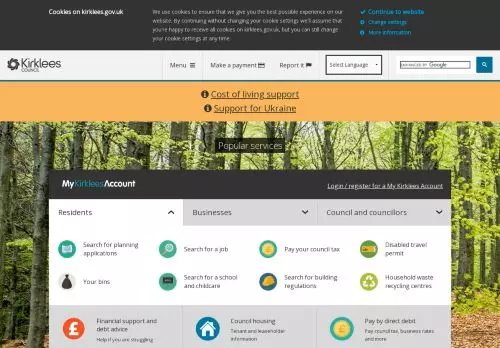 Cookies on kirklees.gov.uk
We use cookies to ensure that we give you the best possible experience on our
website. By continuing without changing your cookie settings we'll assume that
you're happy to receive all cookies on kirklees.gov.uk, but you can still change
your cookie settings at any time.
Continue to website
Change settings
More information
Kirklees
COUNCIL
Menu
Make a payment
Report it
Select Language
ENHANCED BY Google
Cost of living support
Support for Ukraine
Popular services
MyKirkleesAccount
Login / register for a My Kirklees Account
Residents
Businesses
Council and councillors
Search for planning
applications
Search for a job
Pay your council tax
Disabled travel
permit
Your bins
Search for a school
and childcare
Search for building
regulations
Household waste
recycling centres
Financial support and
debt advice
Help if you are struggling
Council housing
Tenant and leaseholder
information
Pay by direct debit
Pay council tax, business rates
and more